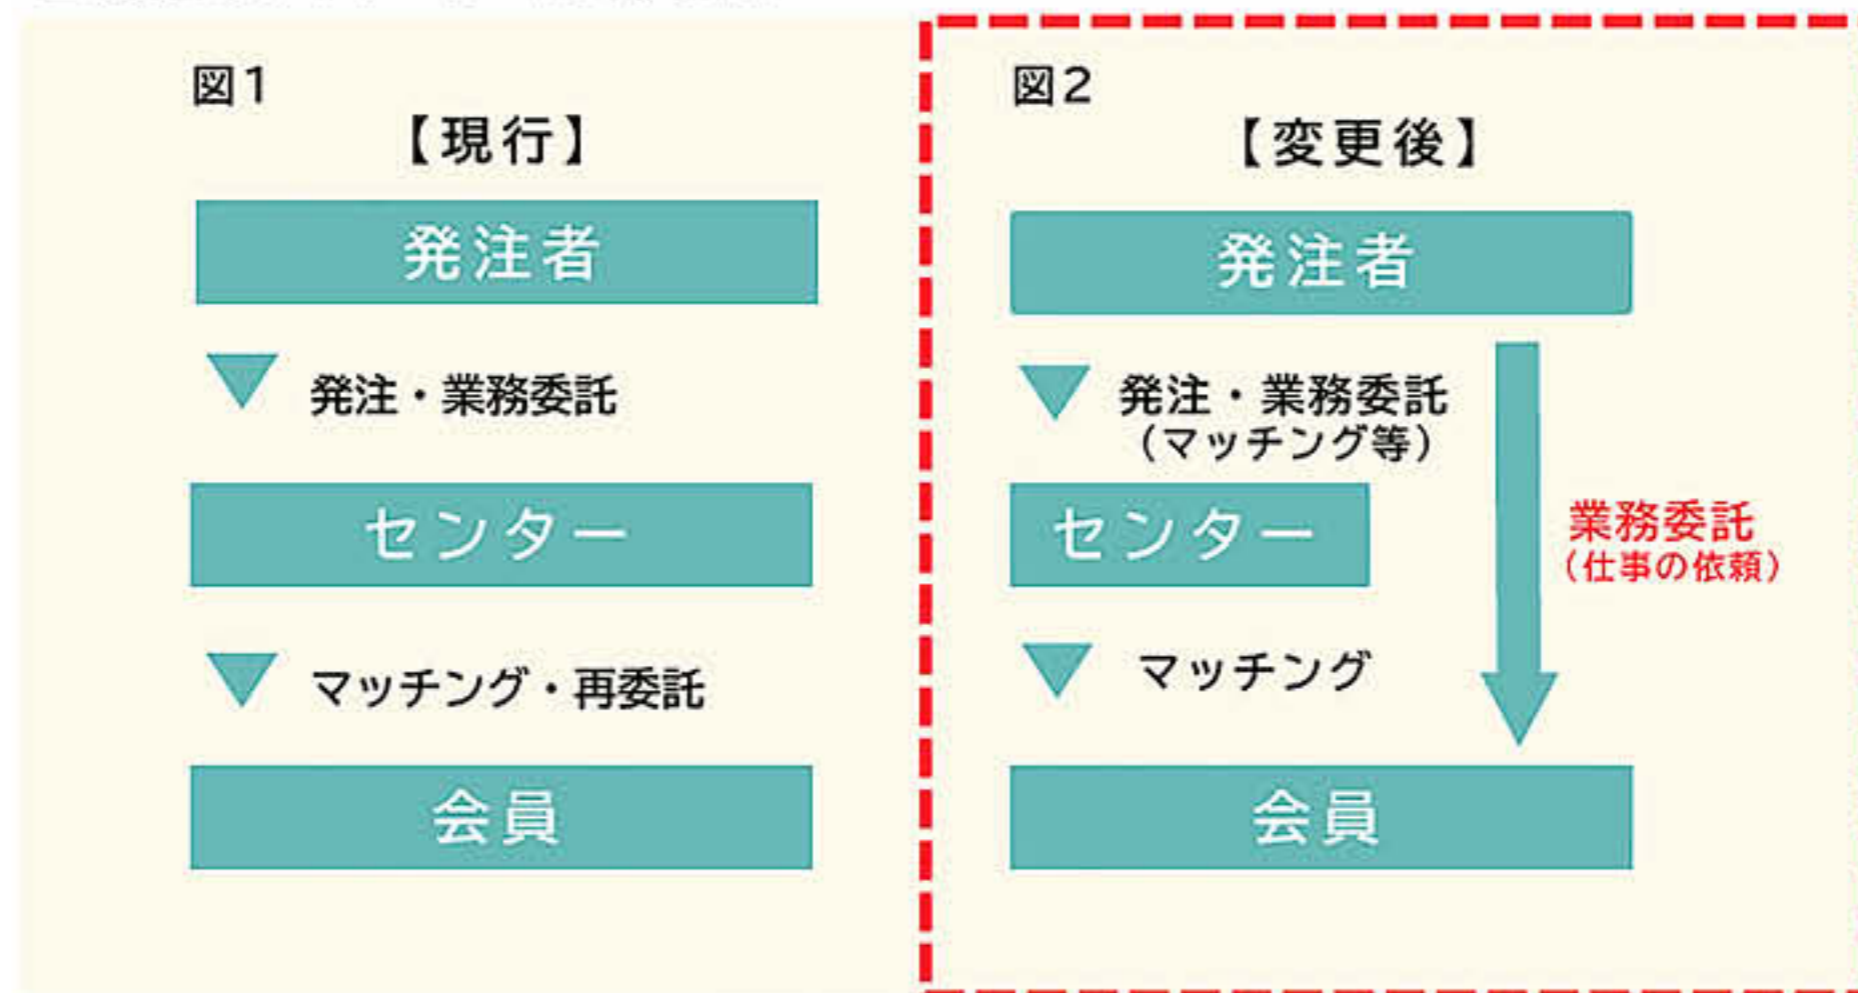 図1
【現行】
発注者
発注・業務委託
センター
マッチング・再委託
会員
図2
【変更後】
発注者
発注・業務委託
（マッチング等）
センター
業務委託
（仕事の依頼）
マッチング
会員